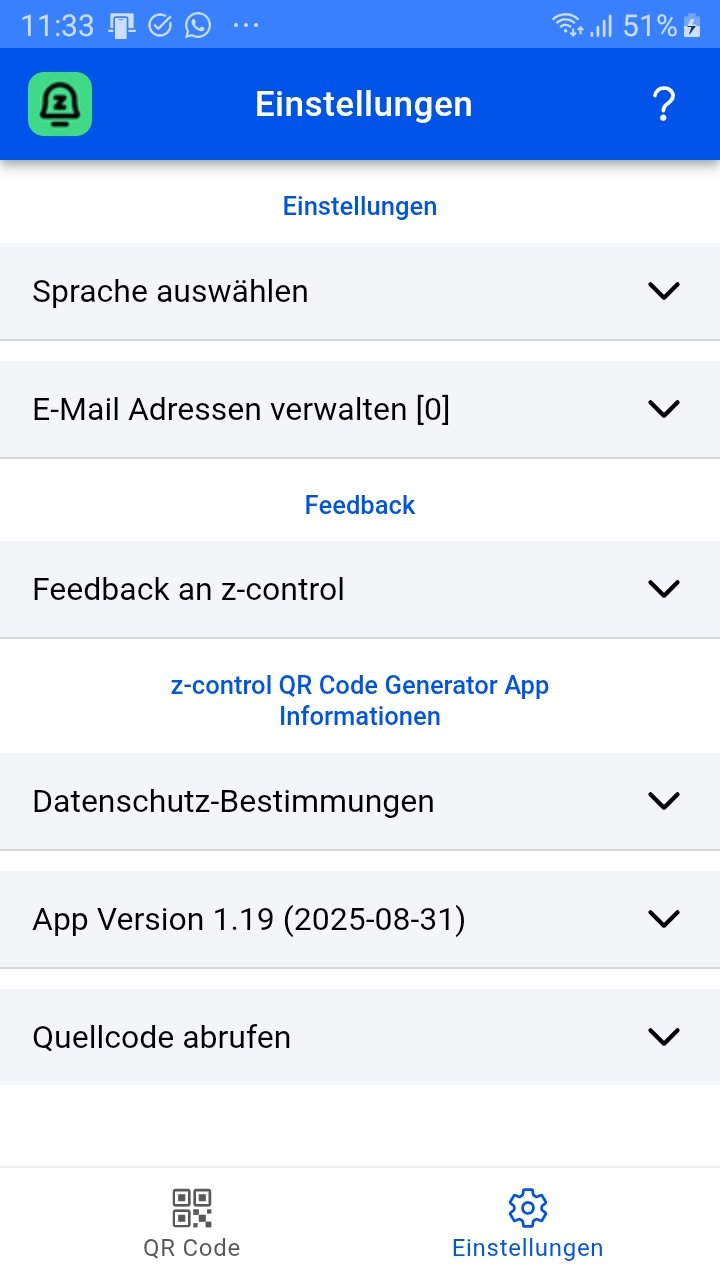 11:33
51%
Einstellungen
?
Einstellungen
Sprache auswählen
E-Mail Adressen verwalten [0]
Feedback
Feedback an z-control
z-control QR Code Generator App
Informationen
Datenschutz-Bestimmungen
App Version 1.19 (2025-08-31)
Quellcode abrufen
QR Code
Einstellungen